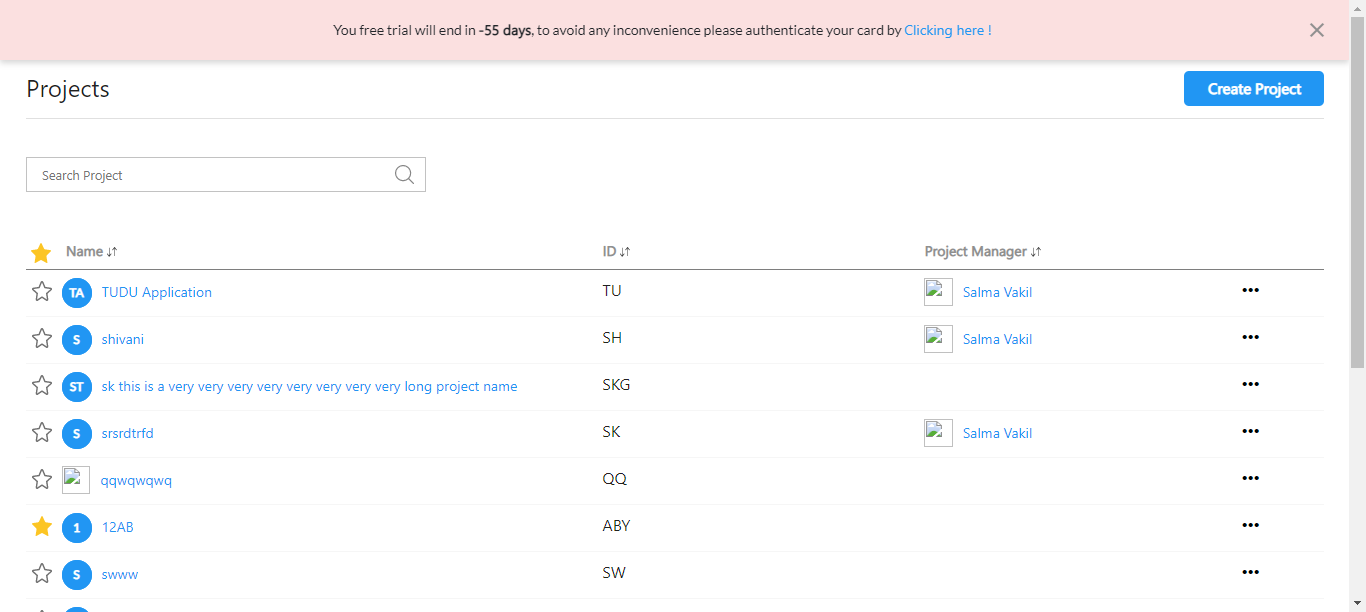 You free trial will end in -55 days, to avoid any inconvenience please authenticate your card by Clicking here !
Projects
Create Project
Search Project
Name ID Project Manager
TA TUDU Application TU Salma Vakil
S shivani SH Salma Vakil
ST sk this is a very very very very very very very very long project name SKG
S srsrdtrfd SK Salma Vakil
qqwqwqwq QQ
1 12AB ABY
S swww SW